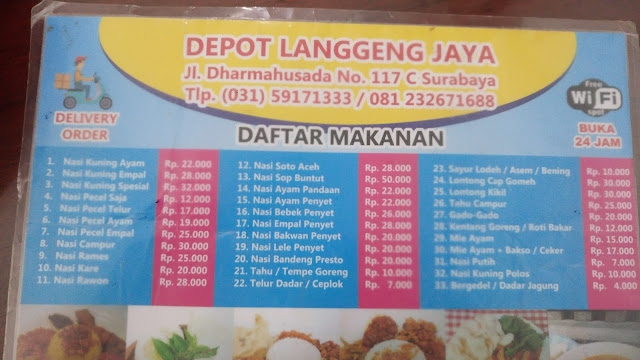 DEPOT LANGGENG JAYA
Jl. Dharmahusada No. 117 C Surabaya
Tlp. (031) 59171333 / 081 232671688
DELIVERY
ORDER
Free
WiFi
spot
BUKA
24 JAM
DAFTAR MAKANAN
1. Nasi Kuning Ayam Rp. 22.000
2. Nasi Kuning Empal Rp. 28.000
3. Nasi Kuning Spesial Rp. 32.000
4. Nasi Pecel Saja Rp. 12.000
5. Nasi Pecel Telur Rp. 17.000
6. Nasi Pecel Ayam Rp. 19.000
7. Nasi Pecel Empal Rp. 25.000
8. Nasi Campur Rp. 30.000
9. Nasi Rames Rp. 25.000
10. Nasi Kare Rp. 20.000
11. Nasi Rawon Rp. 28.000
12. Nasi Soto Aceh Rp. 28.000
13. Nasi Sop Buntut Rp. 50.000
14. Nasi Ayam Pandaan Rp. 22.000
15. Nasi Ayam Penyet Rp. 22.000
16. Nasi Bebek Penyet Rp. 26.000
17. Nasi Empal Penyet Rp. 28.000
18. Nasi Bakwan Penyet Rp. 20.000
19. Nasi Lele Penyet Rp. 20.000
20. Nasi Bandeng Presto Rp. 20.000
21. Tahu / Tempe Goreng Rp. 10.000
22. Telur Dadar / Ceplok Rp. 7.000
23. Sayur Lodeh / Asem / Bening Rp. 10.000
24. Lontong Cap Gomeh Rp. 30.000
25. Lontong Kikil Rp. 30.000
26. Tahu Campur Rp. 25.000
27. Gado-Gado Rp. 20.000
28. Kentang Goreng / Roti Bakar Rp. 12.000
29. Mie Ayam Rp. 15.000
30. Mie Ayam + Bakso / Ceker Rp. 17.000
31. Nasi Putih Rp. 7.000
32. Nasi Kuning Polos Rp. 10.000
33. Bergedel / Dadar Jagung Rp. 4.000